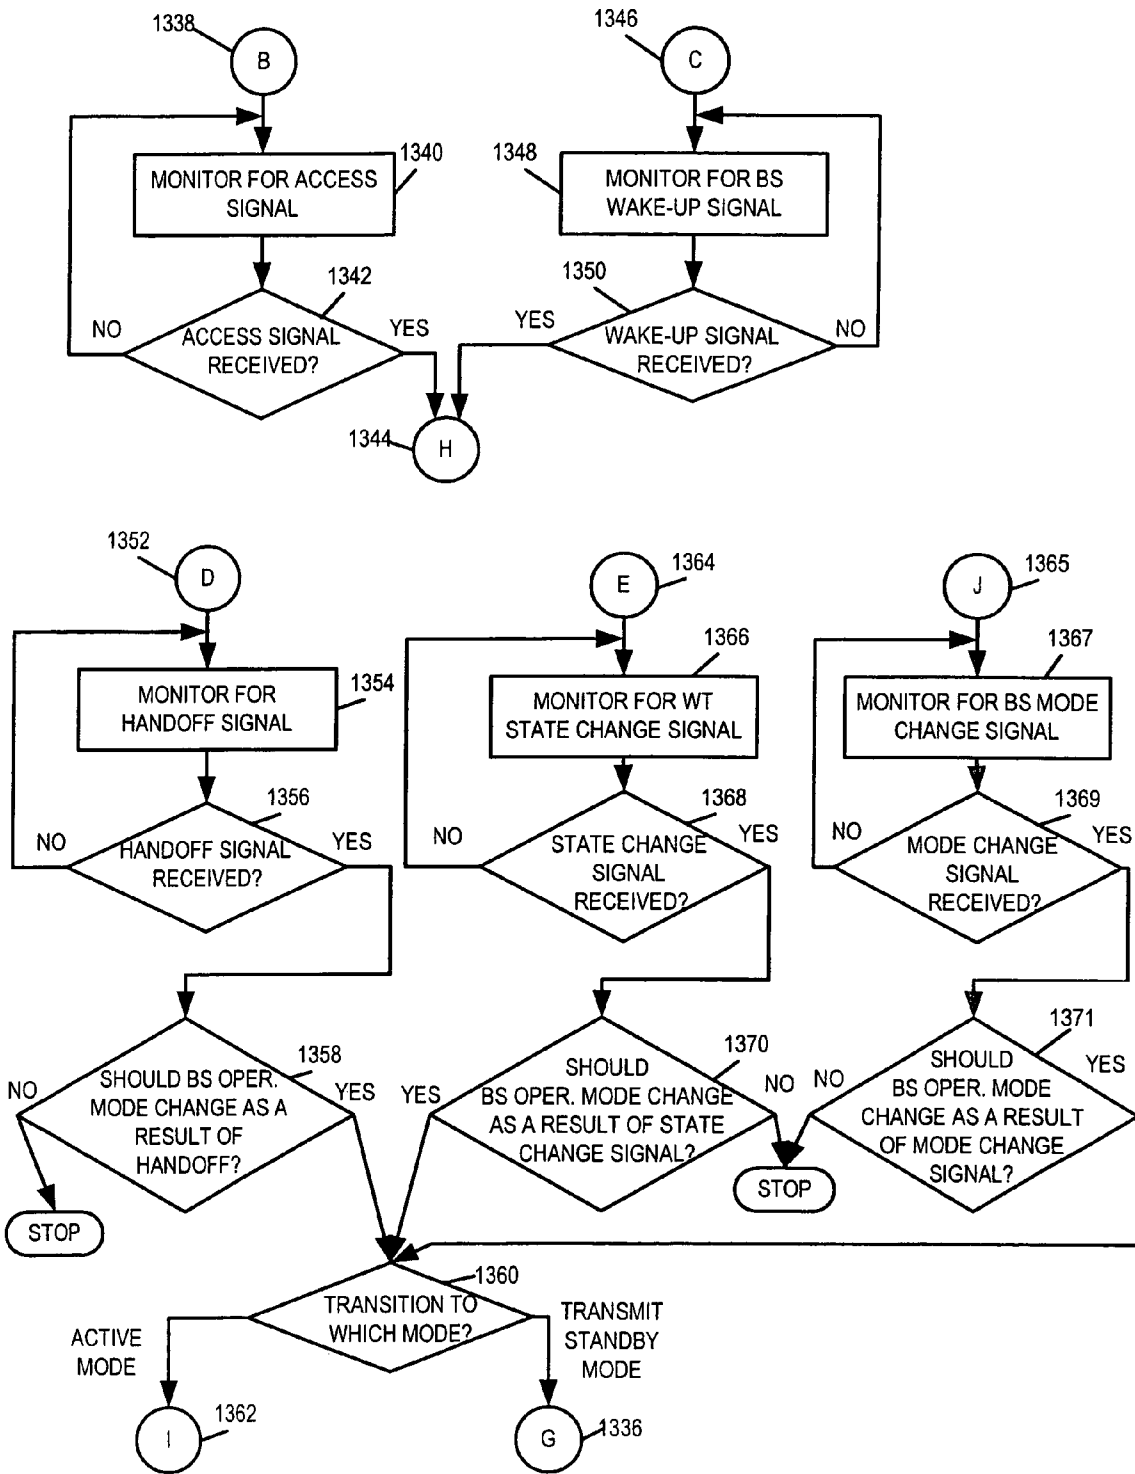 1338
B
1346
C
1340
MONITOR FOR ACCESS
SIGNAL
1348
MONITOR FOR BS
WAKE-UP SIGNAL
1342
ACCESS SIGNAL
RECEIVED?
NO
YES
1350
WAKE-UP SIGNAL
RECEIVED?
YES
NO
1344
H
1352
D
E
1364
J
1365
1354
MONITOR FOR
HANDOFF SIGNAL
1366
MONITOR FOR WT
STATE CHANGE SIGNAL
1367
MONITOR FOR BS MODE
CHANGE SIGNAL
1356
HANDOFF SIGNAL
RECEIVED?
NO
YES
1368
STATE CHANGE
SIGNAL
RECEIVED?
NO
YES
1369
MODE CHANGE
SIGNAL
RECEIVED?
NO
YES
1358
SHOULD BS OPER.
MODE CHANGE AS A
RESULT OF
HANDOFF?
NO
YES
STOP
1370
SHOULD
BS OPER. MODE CHANGE
AS A RESULT OF STATE
CHANGE SIGNAL?
YES
NO
STOP
1371
SHOULD
BS OPER. MODE
CHANGE AS A RESULT
OF MODE CHANGE
SIGNAL?
NO
YES
1360
TRANSITION TO
WHICH MODE?
ACTIVE
MODE
TRANSMIT
STANDBY
MODE
I
1362
G
1336